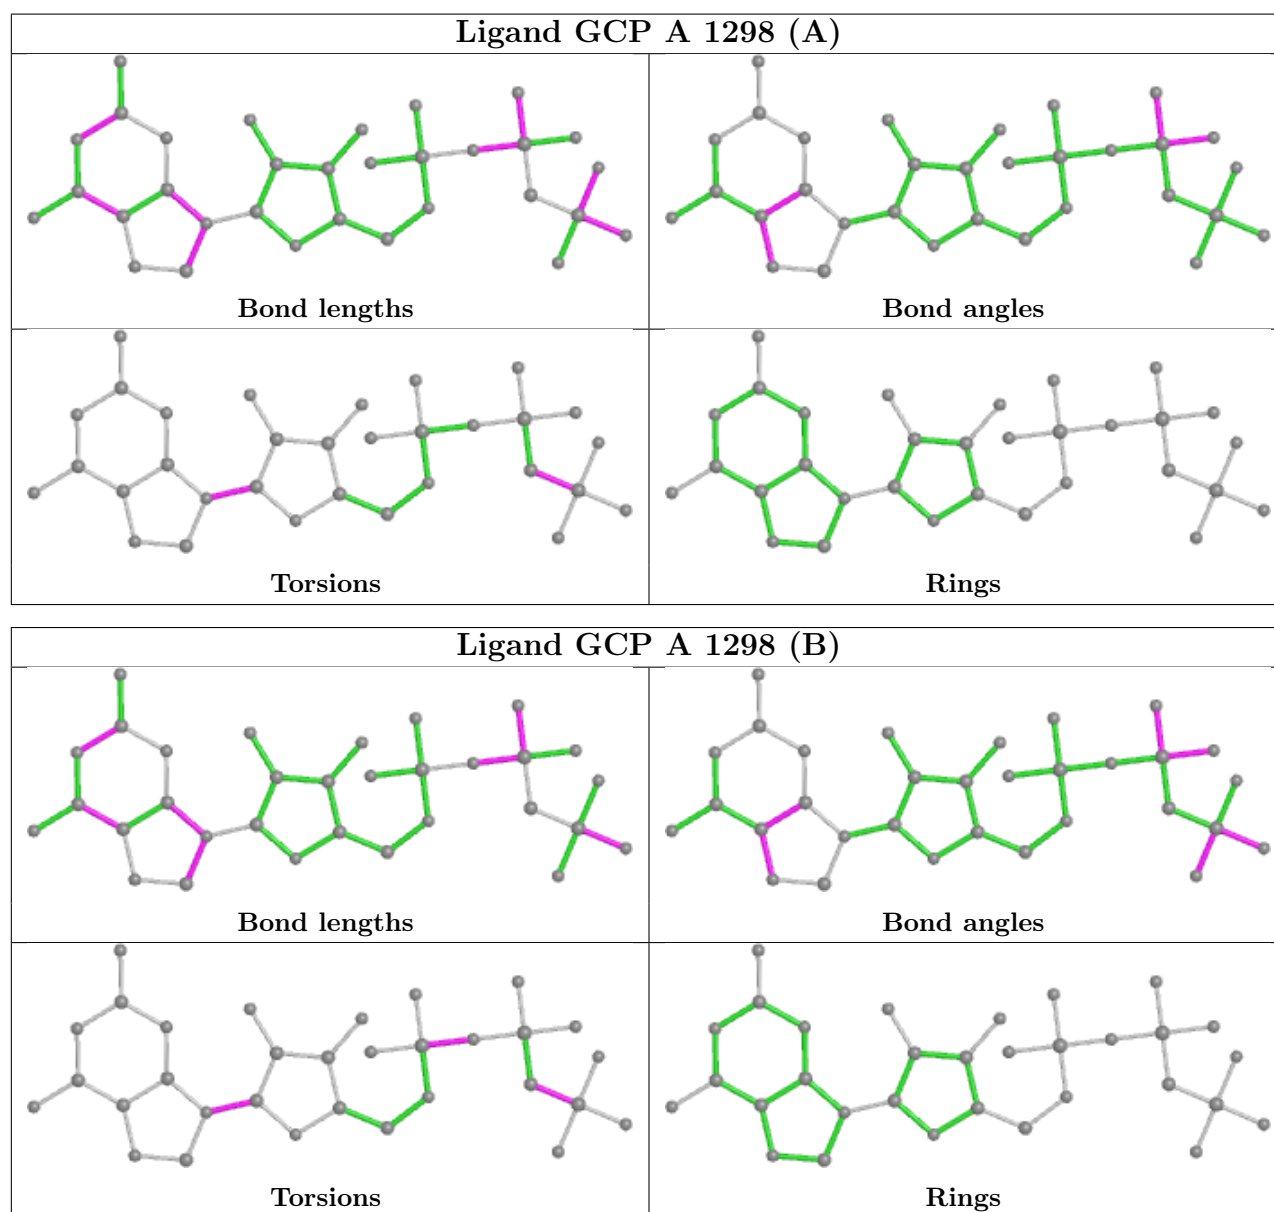 Ligand GCP A 1298 (A)
Bond lengths
Bond angles
Torsions
Rings
Ligand GCP A 1298 (B)
Bond lengths
Bond angles
Torsions
Rings